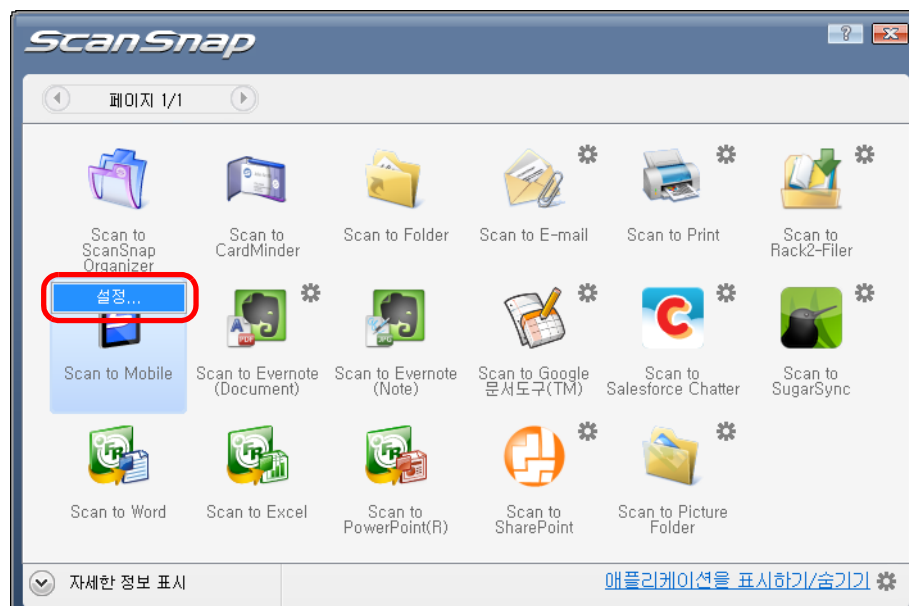 ScanSnap
페이지 1/1
Scan to
ScanSnap
Organizer
Scan to
CardMinder
Scan to Folder
Scan to E-mail
Scan to Print
Scan to
Rack2-Filer
설정...
Scan to Mobile
Scan to Evernote
(Document)
Scan to Evernote
(Note)
Scan to Google
문서도구(TM)
Scan to
Salesforce Chatter
Scan to
SugarSync
Scan to Word
Scan to Excel
Scan to
PowerPoint(R)
Scan to
SharePoint
Scan to Picture
Folder
자세한 정보 표시
애플리케이션을 표시하기/숨기기